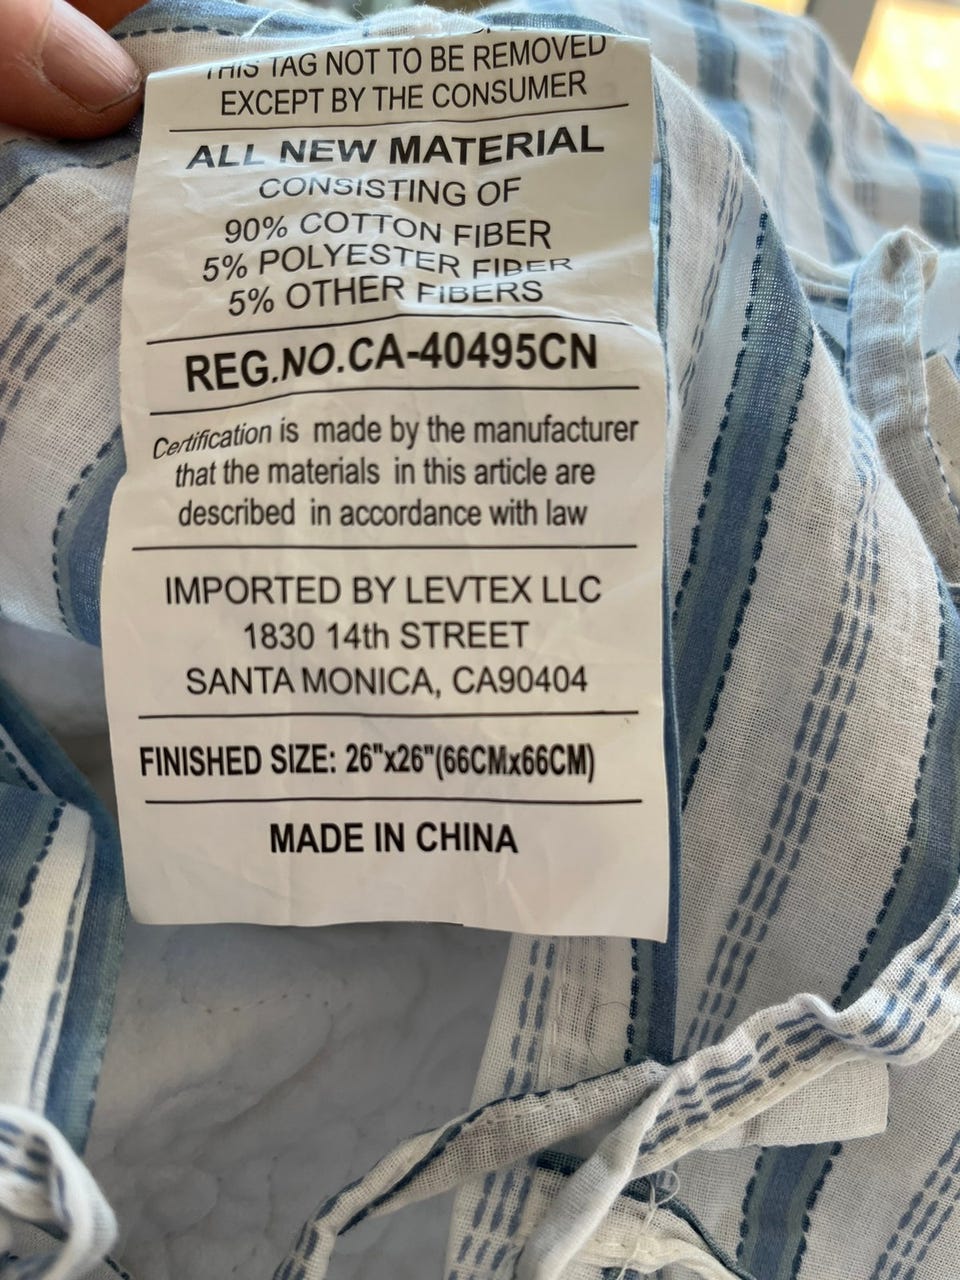 THIS TAG NOT TO BE REMOVED
EXCEPT BY THE CONSUMER
ALL NEW MATERIAL
CONSISTING OF
90% COTTON FIBER
5% POLYESTER FIBER
5% OTHER FIBERS
REG.NO.CA-40495CN
Certification is made by the manufacturer
that the materials in this article are
described in accordance with law
IMPORTED BY LEVTEX LLC
1830 14th STREET
SANTA MONICA, CA90404
FINISHED SIZE: 26"x26"(66CMx66CM)
MADE IN CHINA